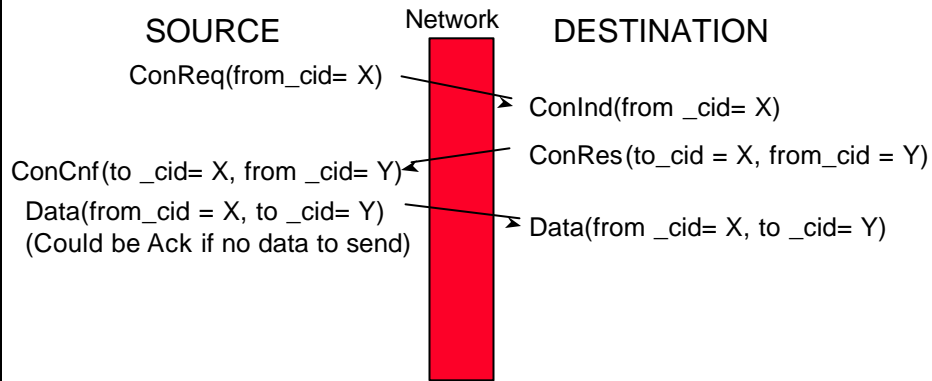 Network
SOURCE
DESTINATION
ConReq(from_cid= X)
ConInd(from _cid= X)
ConRes(to_cid = X, from_cid = Y)
ConCnf(to _cid= X, from _cid= Y)
Data(from_cid = X, to _cid= Y)
(Could be Ack if no data to send)
Data(from _cid= X, to _cid= Y)